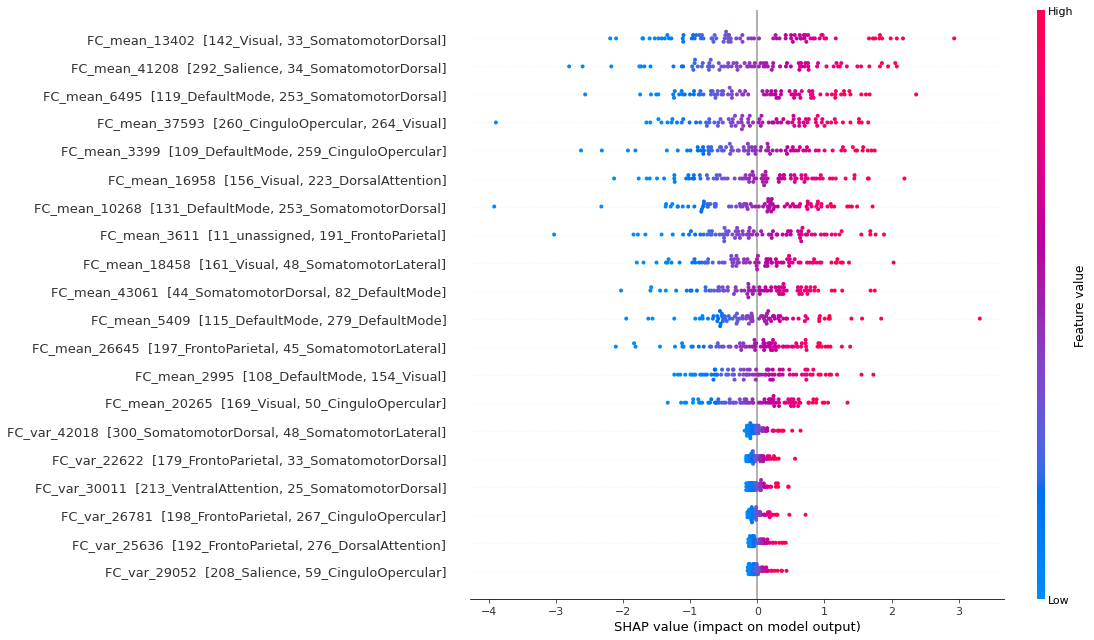 High
FC_mean_13402 [142_Visual, 33_SomatomotorDorsal]
FC_mean_41208 [292_Salience, 34_SomatomotorDorsal]
FC_mean_6495 [119_DefaultMode, 253_SomatomotorDorsal]
FC_mean_37593 [260_CinguloOpercular, 264_Visual]
FC_mean_3399 [109_DefaultMode, 259_CinguloOpercular]
FC_mean_16958 [156_Visual, 223_DorsalAttention]
FC_mean_10268 [131_DefaultMode, 253_SomatomotorDorsal]
FC_mean_3611 [11_unassigned, 191_FrontoParietal]
FC_mean_18458 [161_Visual, 48_SomatomotorLateral]
FC_mean_43061 [44_SomatomotorDorsal, 82_DefaultMode]
FC_mean_5409 [115_DefaultMode, 279_DefaultMode]
FC_mean_26645 [197_FrontoParietal, 45_SomatomotorLateral]
FC_mean_2995 [108_DefaultMode, 154_Visual]
FC_mean_20265 [169_Visual, 50_CinguloOpercular]
FC_var_42018 [300_SomatomotorDorsal, 48_SomatomotorLateral]
FC_var_22622 [179_FrontoParietal, 33_SomatomotorDorsal]
FC_var_30011 [213_VentralAttention, 25_SomatomotorDorsal]
FC_var_26781 [198_FrontoParietal, 267_CinguloOpercular]
FC_var_25636 [192_FrontoParietal, 276_DorsalAttention]
FC_var_29052 [208_Salience, 59_CinguloOpercular]
Feature value
Low
−4 −3 −2 −1 0 1 2 3
SHAP value (impact on model output)